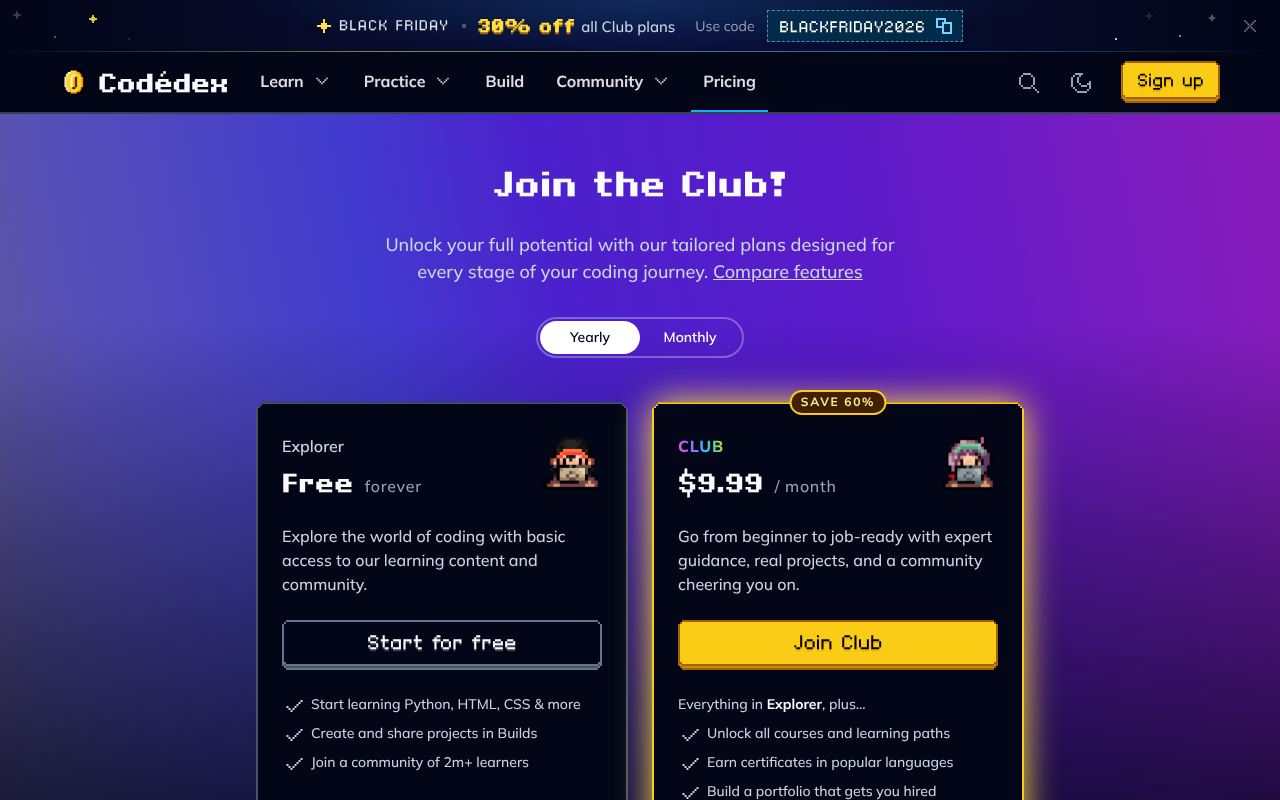 BLACK FRIDAY • 30% off all Club plans Use code BLACKFRIDAY2026
Codédex Learn Practice Build Community Pricing Sign up
Join the Club!
Unlock your full potential with our tailored plans designed for
every stage of your coding journey. Compare features
Yearly Monthly
Explorer
Free forever
Explore the world of coding with basic
access to our learning content and
community.
Start for free
Start learning Python, HTML, CSS & more
Create and share projects in Builds
Join a community of 2m+ learners
SAVE 60%
CLUB
$9.99 / month
Go from beginner to job-ready with expert
guidance, real projects, and a community
cheering you on.
Join Club
Everything in Explorer, plus...
Unlock all courses and learning paths
Earn certificates in popular languages
Build a portfolio that gets you hired